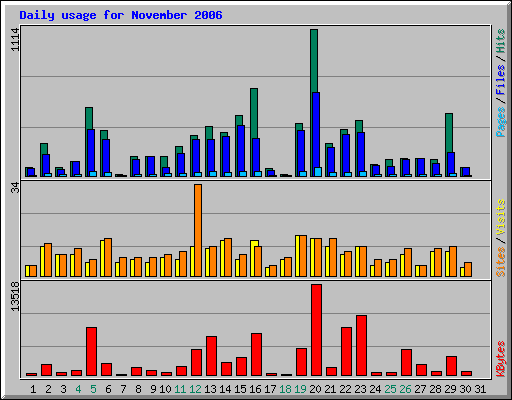 Daily usage for November 2006
1114
Pages / Files / Hits
34
Sites / Visits
13518
KBytes
1 2 3 4 5 6 7 8 9 10 11 12 13 14 15 16 17 18 19 20 21 22 23 24 25 26 27 28 29 30 31